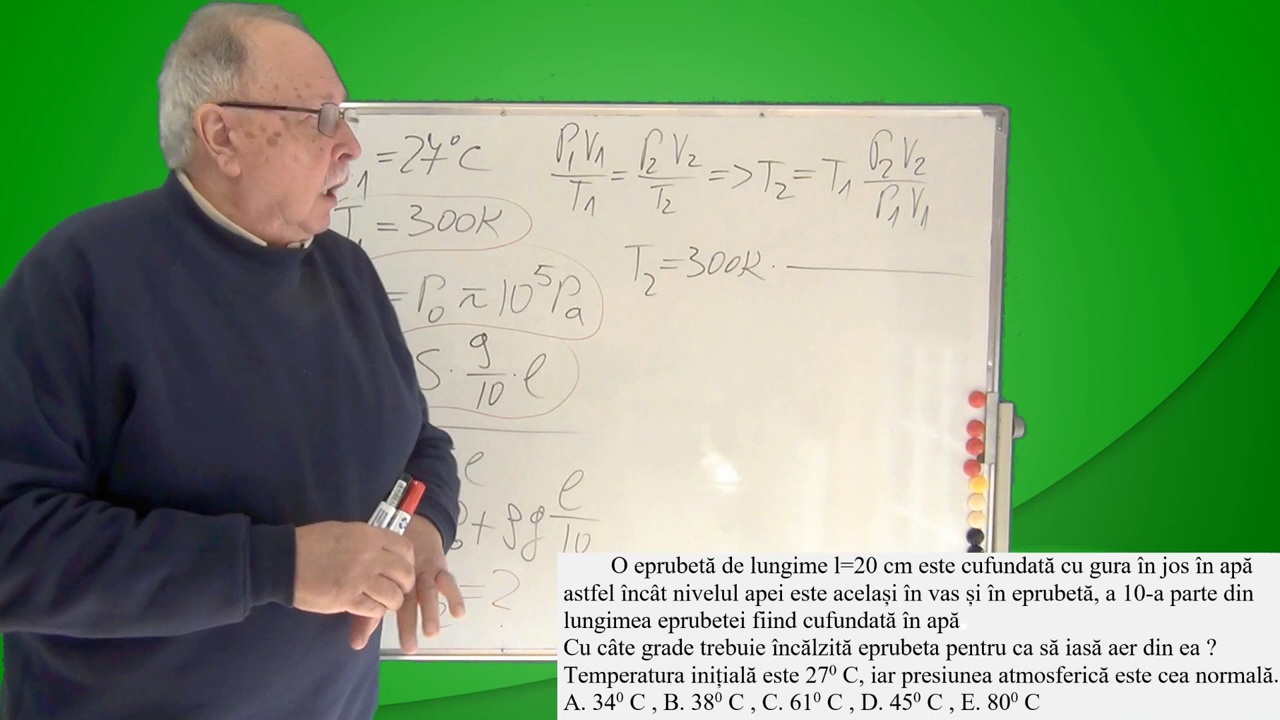 ₁ = 27°C
T₁ = 300K
= P₀ ≈ 10⁵ Pa
S · 9/10 · l
l
P₀ + ρg l/10
= ?
P₁V₁/T₁ = P₂V₂/T₂ => T₂ = T₁ P₂V₂/P₁V₁
T₂ = 300K ·
O eprubetă de lungime l=20 cm este cufundată cu gura în jos în apă
astfel încât nivelul apei este același în vas și în eprubetă, a 10-a parte din
lungimea eprubetei fiind cufundată în apă
Cu câte grade trebuie încălzită eprubeta pentru ca să iasă aer din ea ?
Temperatura inițială este 27⁰ C, iar presiunea atmosferică este cea normală.
A. 34⁰ C , B. 38⁰ C , C. 61⁰ C , D. 45⁰ C , E. 80⁰ C